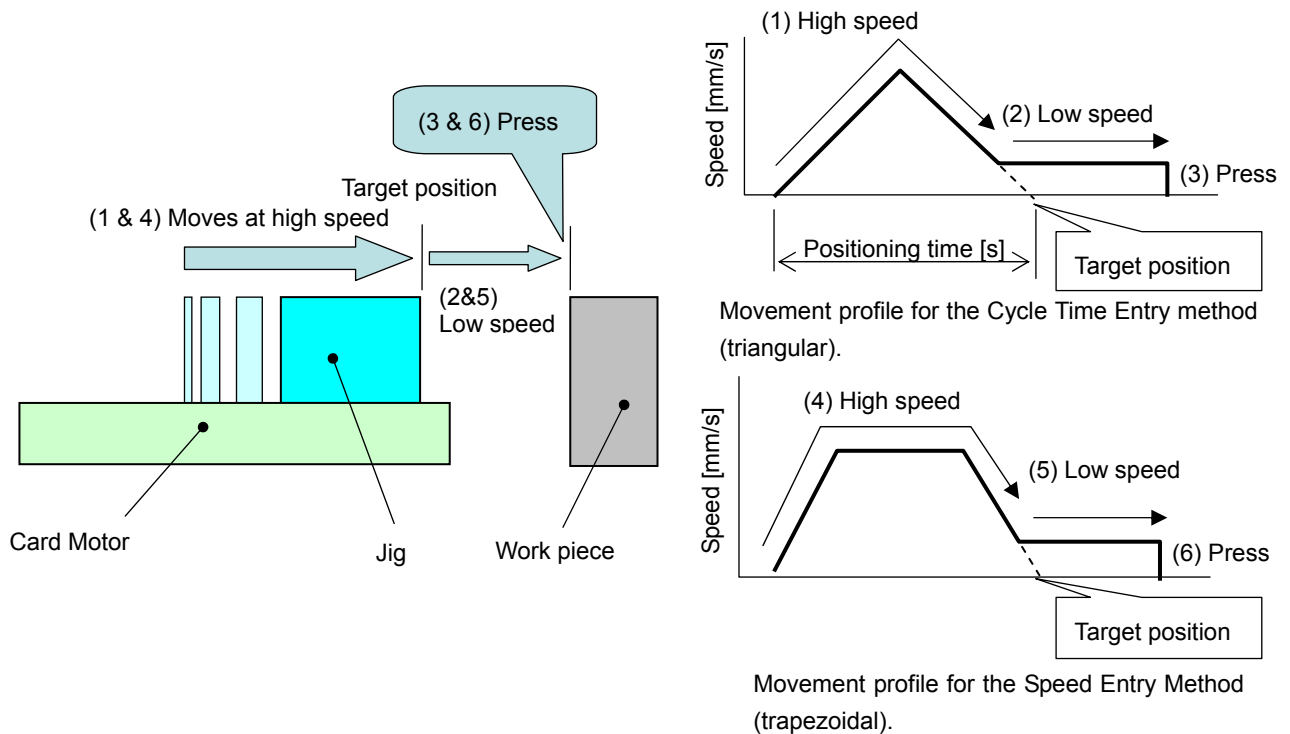 (3 & 6) Press
Target position
(1 & 4) Moves at high speed
(2&5)
Low speed
Card Motor
Jig
Work piece
(1) High speed
Speed [mm/s]
(2) Low speed
(3) Press
Positioning time [s]
Target position
Movement profile for the Cycle Time Entry method
(triangular).
Speed [mm/s]
(4) High speed
(5) Low speed
(6) Press
Target position
Movement profile for the Speed Entry Method
(trapezoidal).